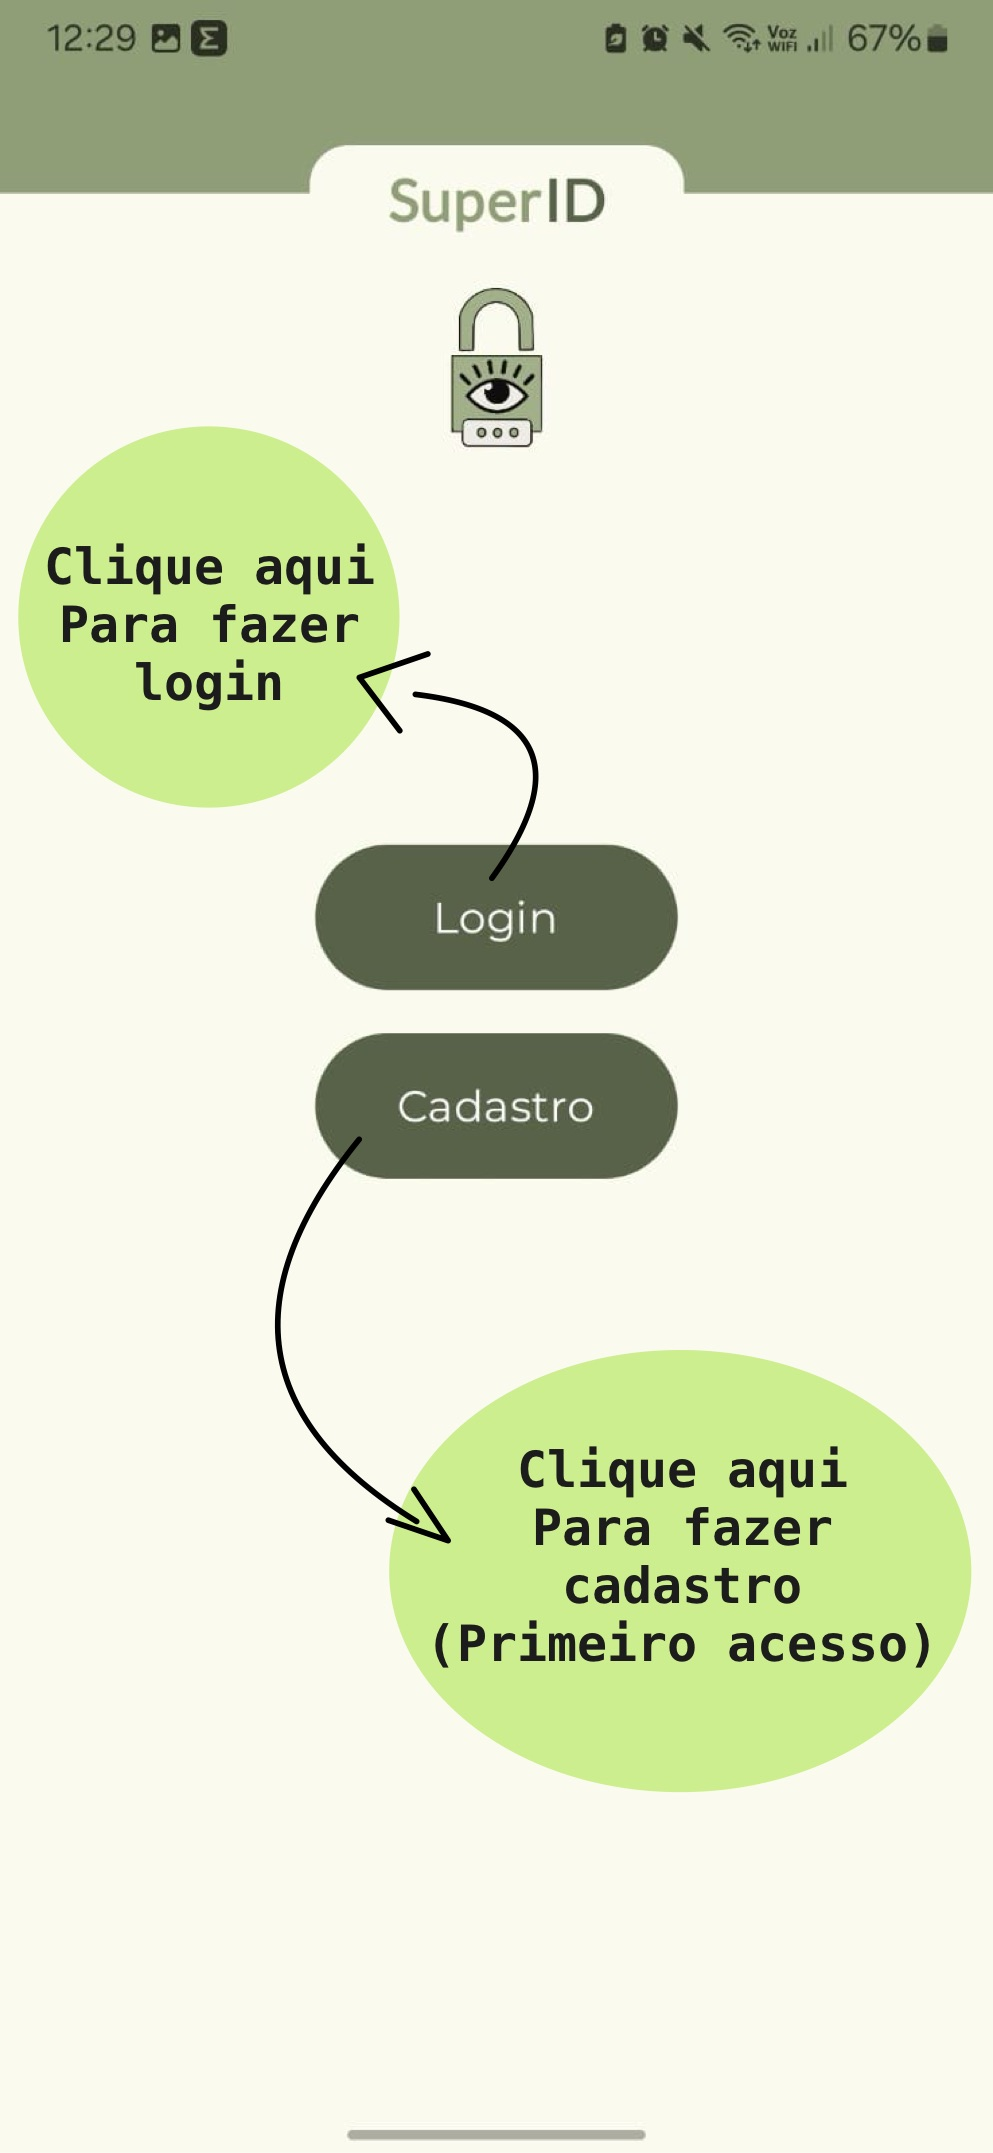 12:29
Voz
WIFI
67%
SuperID
Clique aqui
Para fazer
login
Login
Cadastro
Clique aqui
Para fazer
cadastro
(Primeiro acesso)